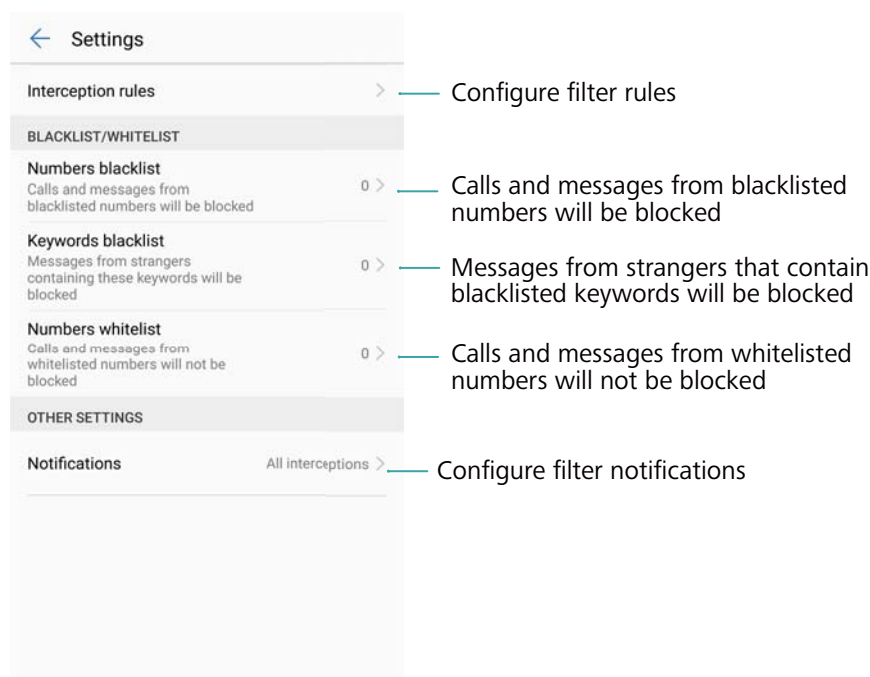 Settings
Interception rules
Configure filter rules
BLACKLIST/WHITELIST
Numbers blacklist
Calls and messages from
blacklisted numbers will be blocked
0
Calls and messages from blacklisted
numbers will be blocked
Keywords blacklist
Messages from strangers
containing these keywords will be
blocked
0
Messages from strangers that contain
blacklisted keywords will be blocked
Numbers whitelist
Calls and messages from
whitelisted numbers will not be
blocked
0
Calls and messages from whitelisted
numbers will not be blocked
OTHER SETTINGS
Notifications
All interceptions
Configure filter notifications